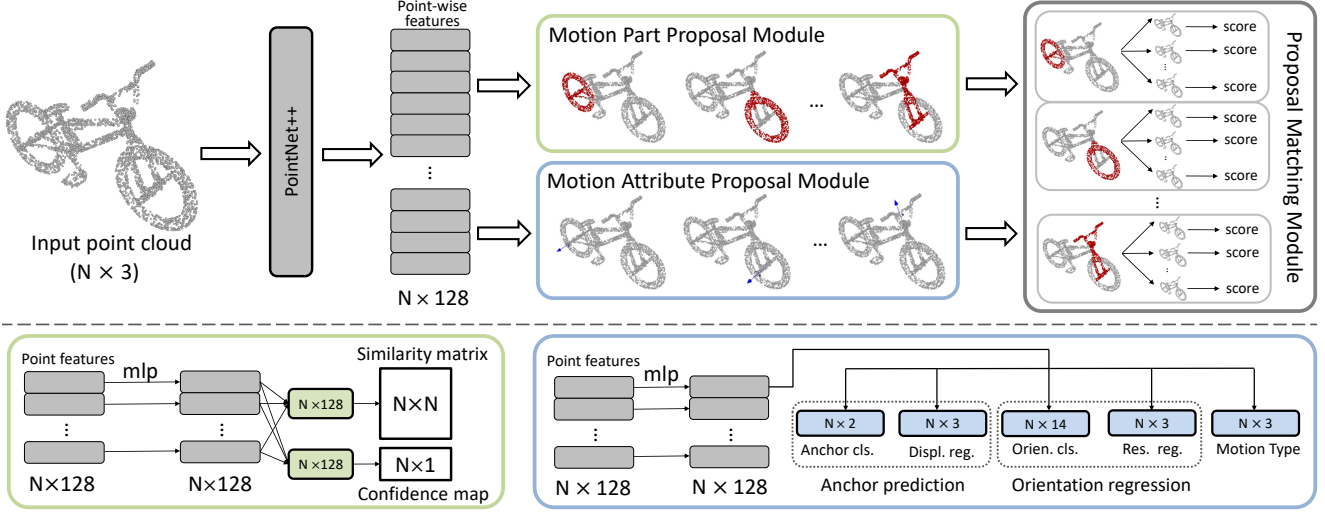 Point-wise
features
PointNet++
Input point cloud
(N × 3)
...
N × 128
Motion Part Proposal Module
...
Motion Attribute Proposal Module
...
Proposal Matching Module
score
score
...
score
score
score
...
score
...
score
score
...
score
Point features
mlp
...
...
N×128
N×128
N ×128
N ×128
Similarity matrix
N×N
N×1
Confidence map
Point features
mlp
...
...
N × 128
N × 128
N × 2
N × 3
N × 14
N × 3
N × 3
Anchor cls.
Displ. reg.
Orien. cls.
Res. reg.
Motion Type
Anchor prediction
Orientation regression